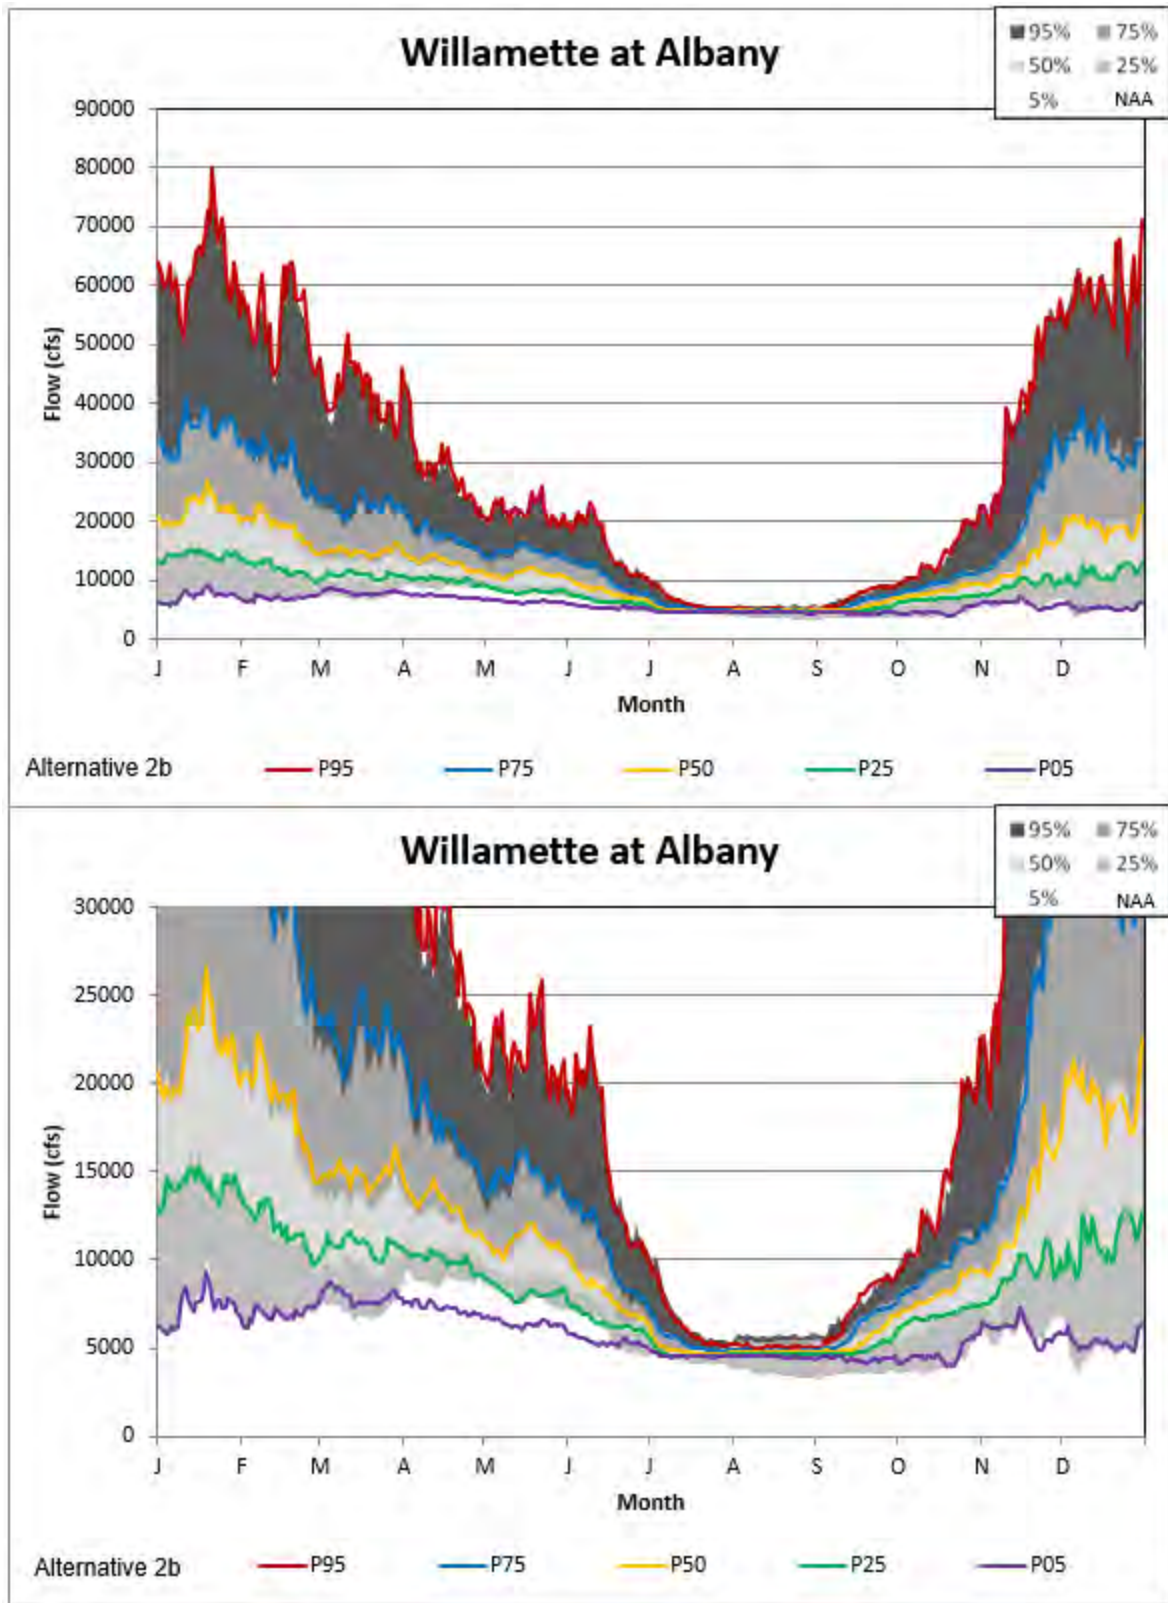 Willamette at Albany
95% 75%
50% 25%
5% NAA
90000
80000
70000
60000
50000
40000
30000
20000
10000
0
Flow (cfs)
J F M A M J J A S O N D
Month
Alternative 2b P95 P75 P50 P25 P05
Willamette at Albany
95% 75%
50% 25%
5% NAA
30000
25000
20000
15000
10000
5000
0
Flow (cfs)
J F M A M J J A S O N D
Month
Alternative 2b P95 P75 P50 P25 P05